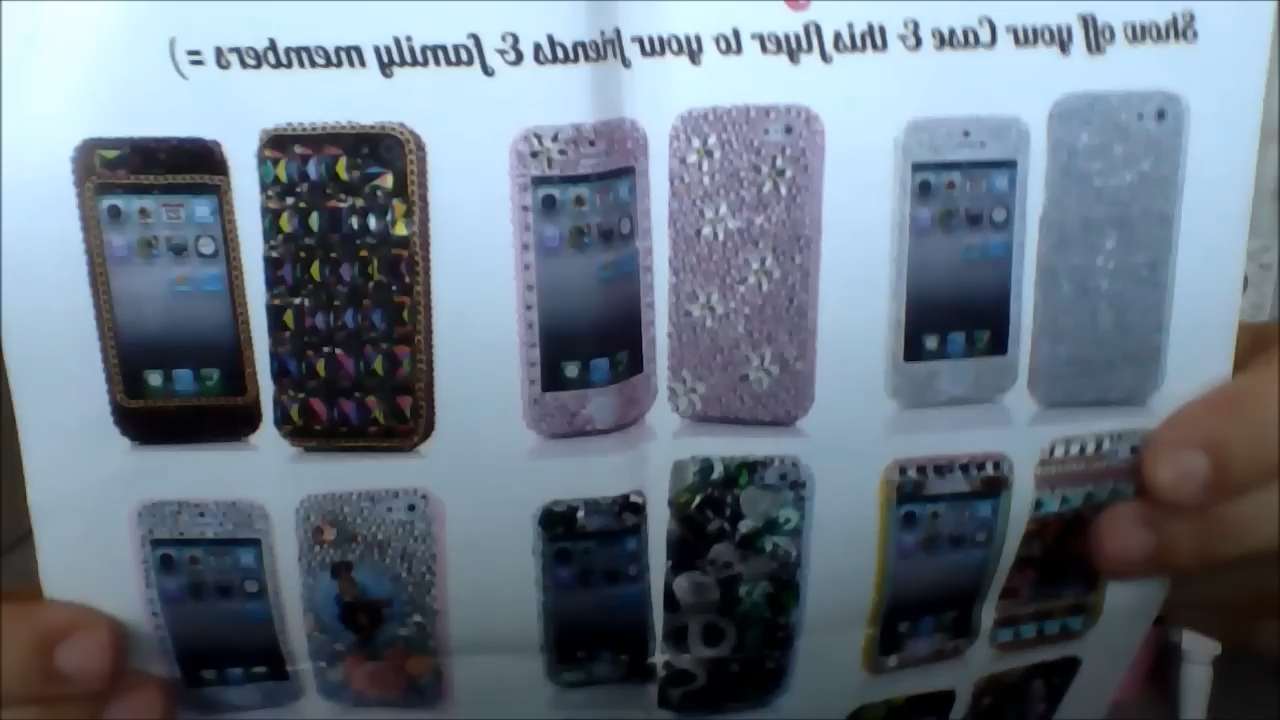 Show off your Case & this flyer to your friends & family members =)